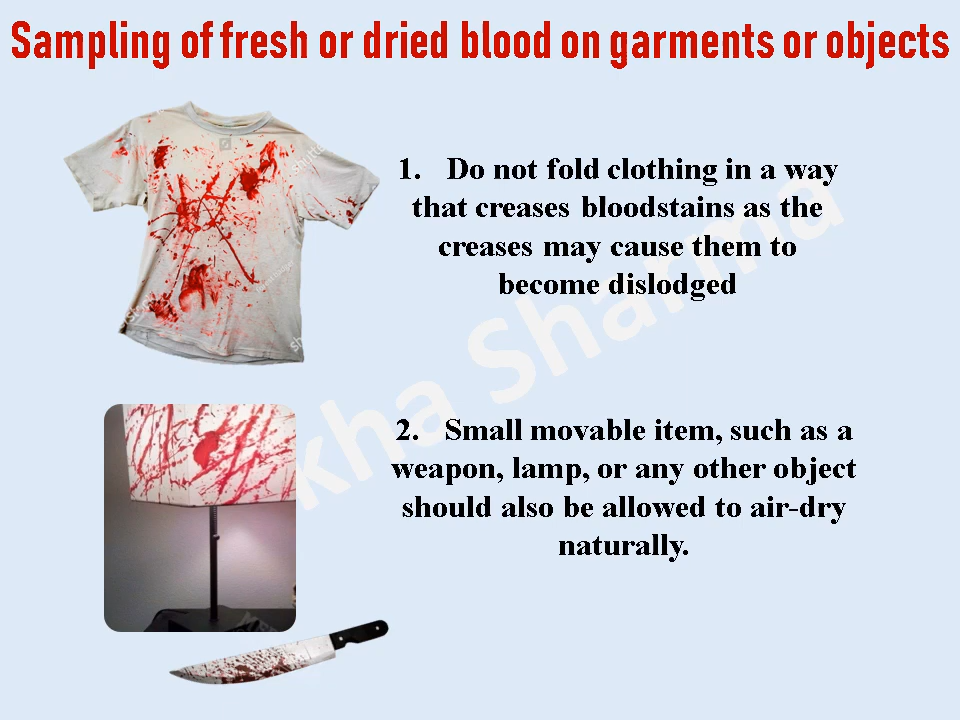 Sampling of fresh or dried blood on garments or objects
1. Do not fold clothing in a way
that creases bloodstains as the
creases may cause them to
become dislodged
2. Small movable item, such as a
weapon, lamp, or any other object
should also be allowed to air-dry
naturally.
kha Sharma